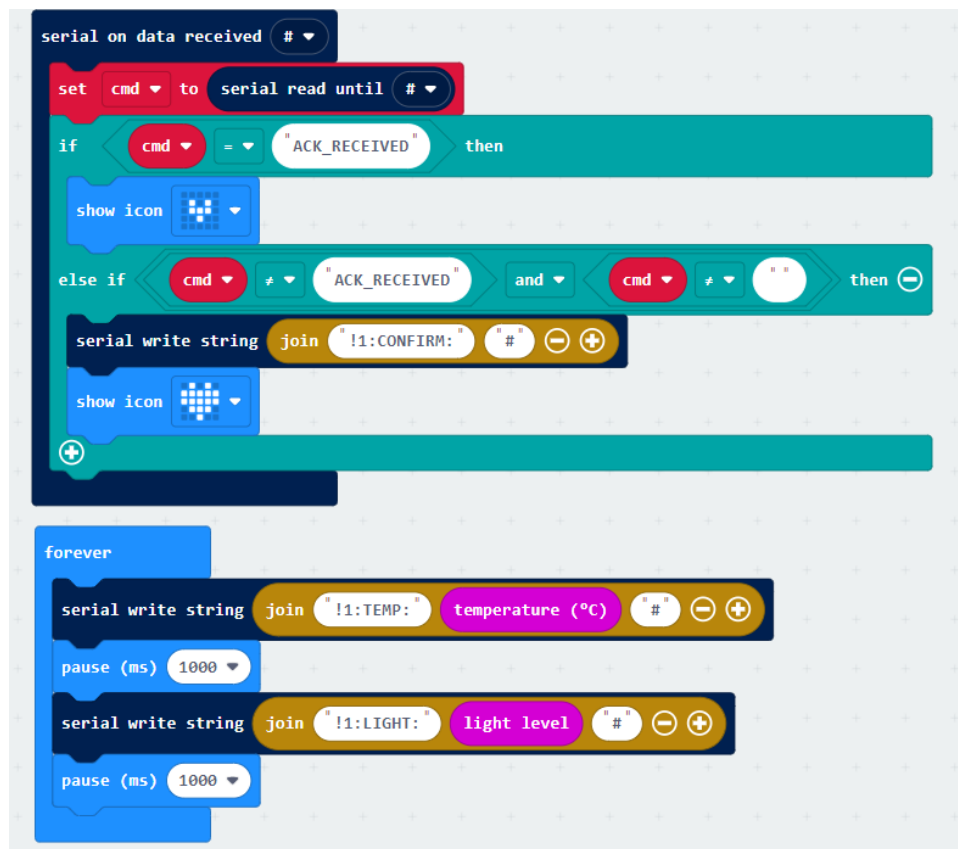 serial on data received #
set cmd to serial read until #
if cmd = "ACK_RECEIVED" then
show icon
else if cmd ≠ "ACK_RECEIVED" and cmd ≠ " " then
serial write string join "!1:CONFIRM:" "#"
show icon
forever
serial write string join "!1:TEMP:" temperature (°C) "#"
pause (ms) 1000
serial write string join "!1:LIGHT:" light level "#"
pause (ms) 1000